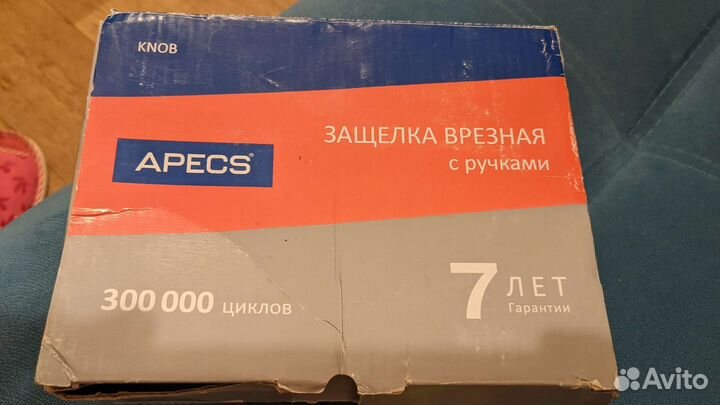 KNOB
APECS®
ЗАЩЕЛКА ВРЕЗНАЯ
с ручками
300 000 циклов
7 ЛЕТ
Гарантии
Avito